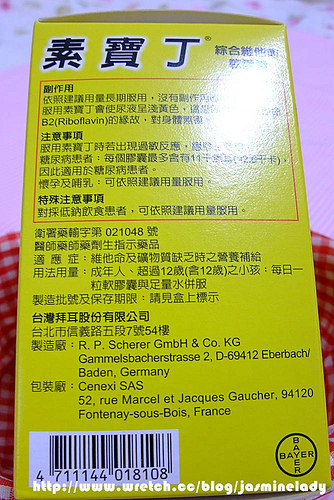 素寶丁
綜合維他命
軟膠囊
副作用
依照建議用量長期服用，沒有副作用
服用素寶丁會使尿液呈淺黃色，
B2(Riboflavin)的緣故，對身體無
注意事項
服用素寶丁時若出現過敏反應，
糖尿病患者：每個膠囊最多含有11
因此適用於糖尿病患者。
懷孕及哺乳：可依照建議用量服用。
特殊注意事項
對採低鈉飲食患者，可依照建議用量服用。
衛署藥輸字第 021048 號
醫師藥師藥劑生指示藥品
適 應 症：維他命及礦物質缺乏時之營養補給
用法用量：成年人、超過12歲(含12歲)之小孩：每日一
粒軟膠囊與足量水併服
製造批號及保存期限：請見盒上標示
台灣拜耳股份有限公司
台北市信義路五段7號54樓
製造廠：R. P. Scherer GmbH & Co. KG
Gammelsbacherstrasse 2, D-69412 Eberbach/
Baden, Germany
包裝廠：Cenexi SAS
52, rue Marcel et Jacques Gaucher, 94120
Fontenay-sous-Bois, France
BAYER
BAYER
4 711144 018108
http://www.wretch.cc/blog/jasminelady